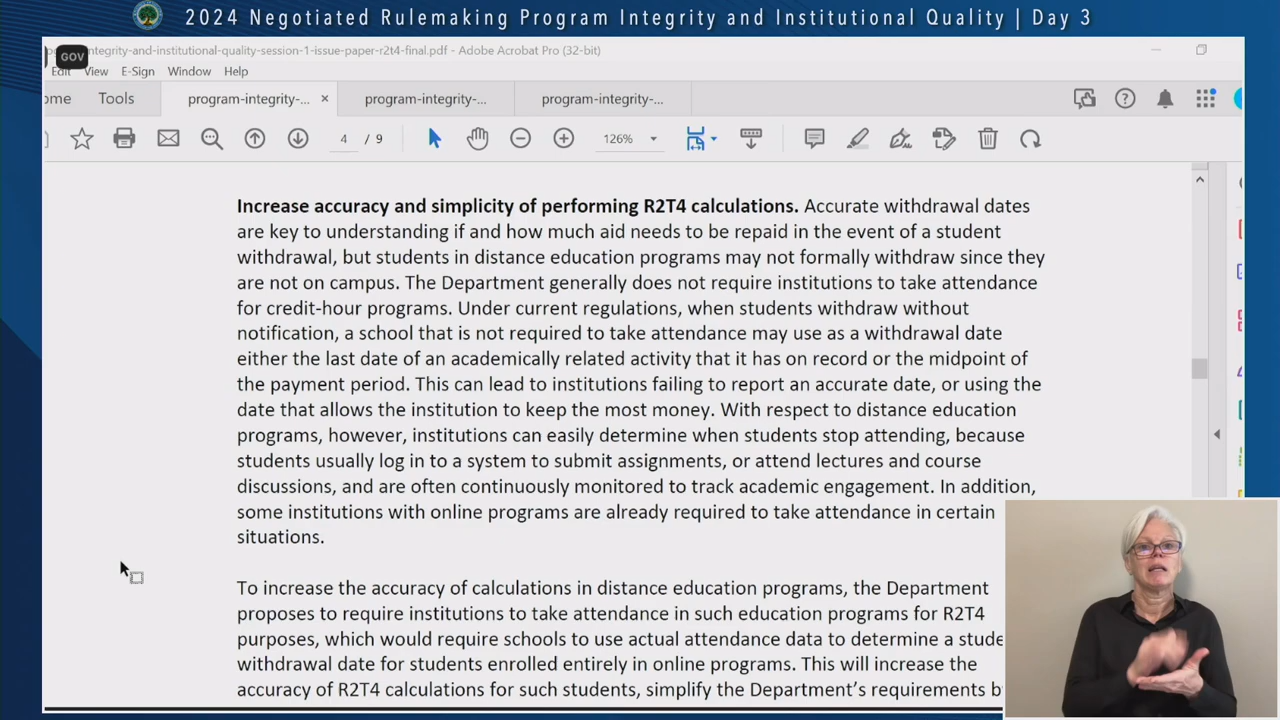 2024 Negotiated Rulemaking Program Integrity and Institutional Quality | Day 3
GOV
integrity-and-institutional-quality-session-1-issue-paper-r2t4-final.pdf - Adobe Acrobat Pro (32-bit)
Edit View E-Sign Window Help
ome Tools program-integrity-... × program-integrity-... program-integrity-...
4 / 9 126%
Increase accuracy and simplicity of performing R2T4 calculations. Accurate withdrawal dates
are key to understanding if and how much aid needs to be repaid in the event of a student
withdrawal, but students in distance education programs may not formally withdraw since they
are not on campus. The Department generally does not require institutions to take attendance
for credit-hour programs. Under current regulations, when students withdraw without
notification, a school that is not required to take attendance may use as a withdrawal date
either the last date of an academically related activity that it has on record or the midpoint of
the payment period. This can lead to institutions failing to report an accurate date, or using the
date that allows the institution to keep the most money. With respect to distance education
programs, however, institutions can easily determine when students stop attending, because
students usually log in to a system to submit assignments, or attend lectures and course
discussions, and are often continuously monitored to track academic engagement. In addition,
some institutions with online programs are already required to take attendance in certain
situations.
To increase the accuracy of calculations in distance education programs, the Department
proposes to require institutions to take attendance in such education programs for R2T4
purposes, which would require schools to use actual attendance data to determine a stude
withdrawal date for students enrolled entirely in online programs. This will increase the
accuracy of R2T4 calculations for such students, simplify the Department's requirements b